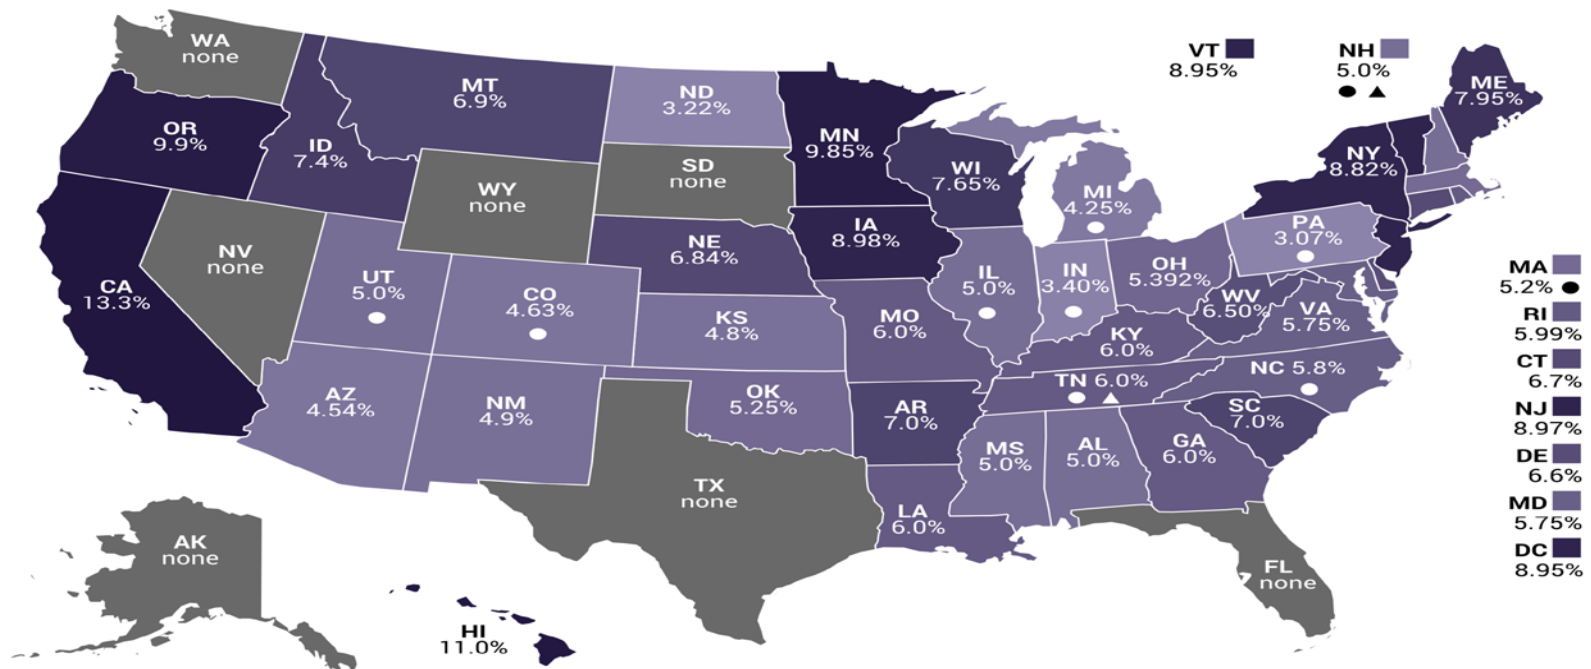 WA
none
MT
6.9%
ND
3.22%
VT
8.95%
NH
5.0%
ME
7.95%
OR
9.9%
ID
7.4%
MN
9.85%
WI
7.65%
NY
8.82%
SD
none
WY
none
MI
4.25%
IA
8.98%
PA
3.07%
NE
6.84%
NV
none
UT
5.0%
CO
4.63%
CA
13.3%
IL
5.0%
IN
3.40%
OH
5.392%
WV
6.50%
VA
5.75%
KS
4.8%
MO
6.0%
KY
6.0%
MA
5.2%
RI
5.99%
CT
6.7%
NJ
8.97%
DE
6.6%
MD
5.75%
DC
8.95%
TN 6.0%
NC 5.8%
AZ
4.54%
NM
4.9%
OK
5.25%
AR
7.0%
SC
7.0%
MS
5.0%
AL
5.0%
GA
6.0%
TX
none
LA
6.0%
AK
none
FL
none
HI
11.0%